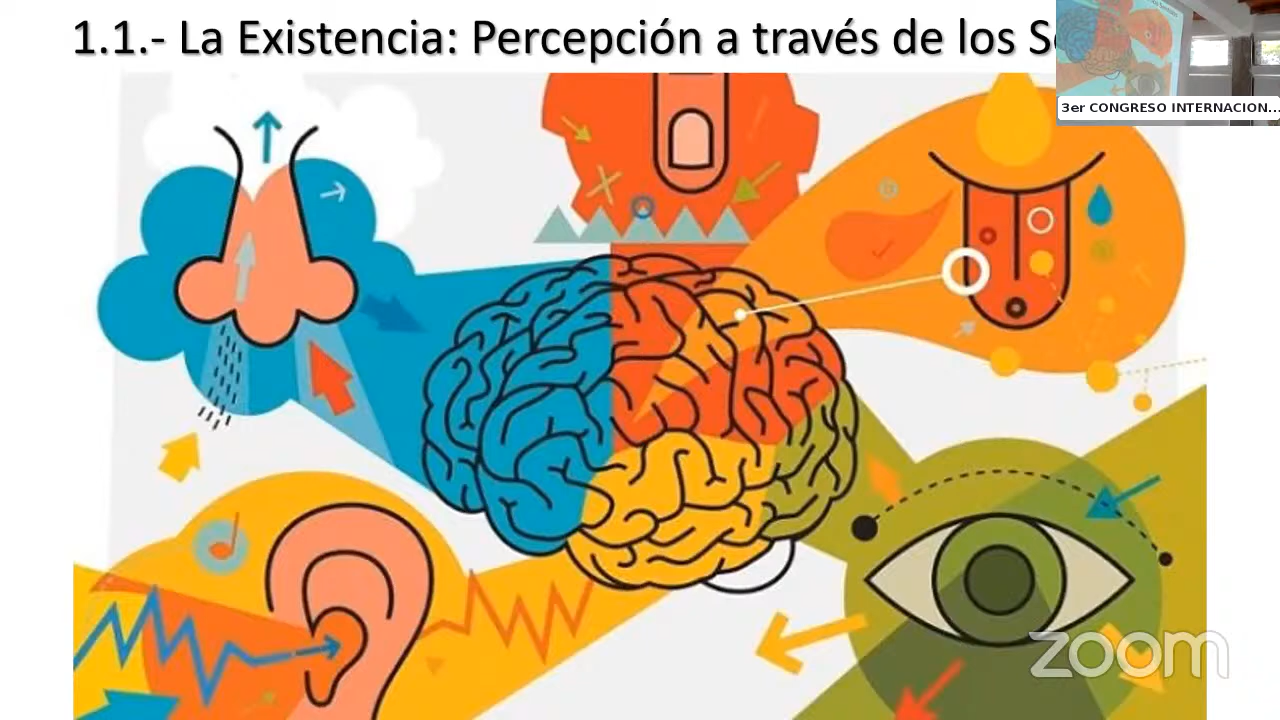 1.1.- La Existencia: Percepción a través de los
3er CONGRESO INTERNACION...
zoom